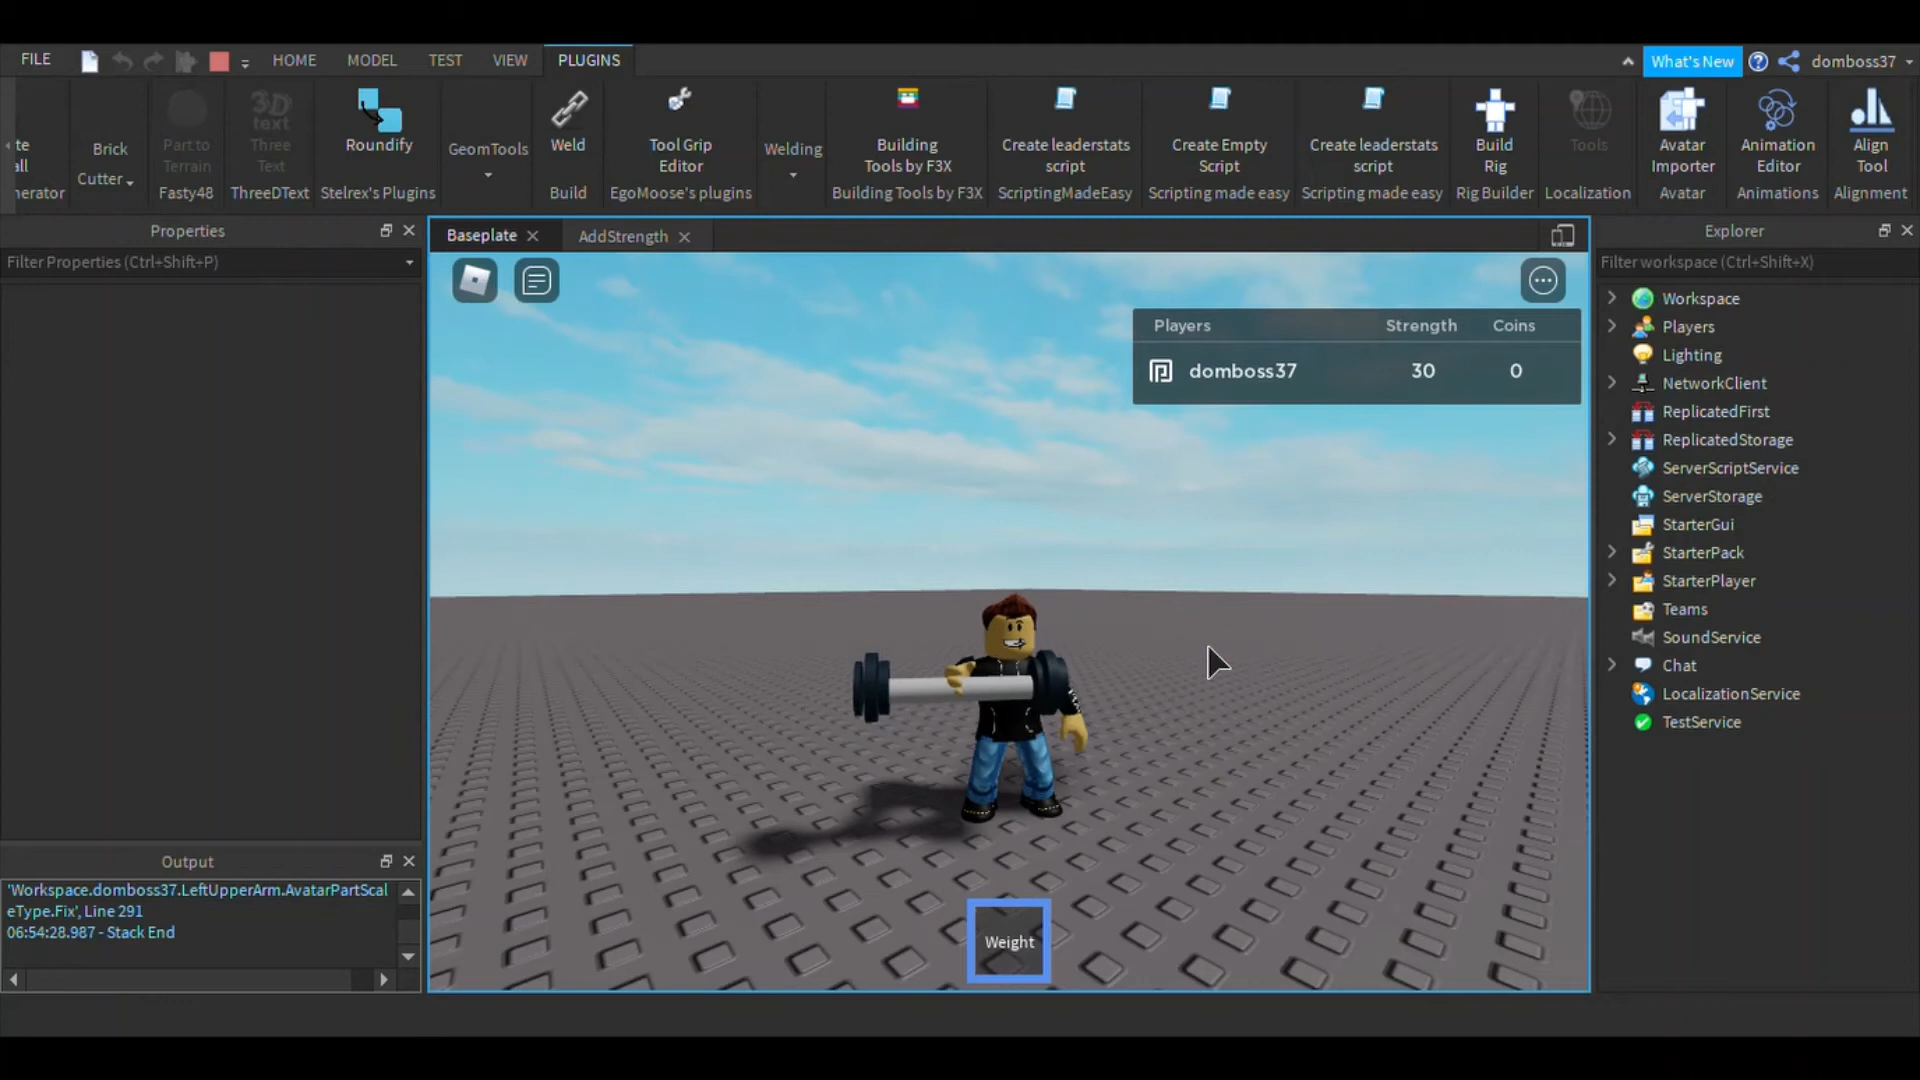 FILE
HOME
MODEL
TEST
VIEW
PLUGINS
What's New
domboss37
te
all
nerator
Brick
Cutter
Part to
Terrain
Fasty48
3D
text
Three
Text
ThreeDText
Roundify
Stelrex's Plugins
GeomTools
Weld
Build
Tool Grip
Editor
EgoMoose's plugins
Welding
Building
Tools by F3X
Building Tools by F3X
Create leaderstats
script
ScriptingMadeEasy
Create Empty
Script
Scripting made easy
Create leaderstats
script
Scripting made easy
Build
Rig
Rig Builder
Tools
Localization
Avatar
Importer
Avatar
Animation
Editor
Animations
Align
Tool
Alignment
Properties
Filter Properties (Ctrl+Shift+P)
Baseplate
AddStrength
Players Strength Coins
domboss37 30 0
Weight
Explorer
Filter workspace (Ctrl+Shift+X)
Workspace
Players
Lighting
NetworkClient
ReplicatedFirst
ReplicatedStorage
ServerScriptService
ServerStorage
StarterGui
StarterPack
StarterPlayer
Teams
SoundService
Chat
LocalizationService
TestService
Output
'Workspace.domboss37.LeftUpperArm.AvatarPartScal
eType.Fix', Line 291
06:54:28.987 - Stack End